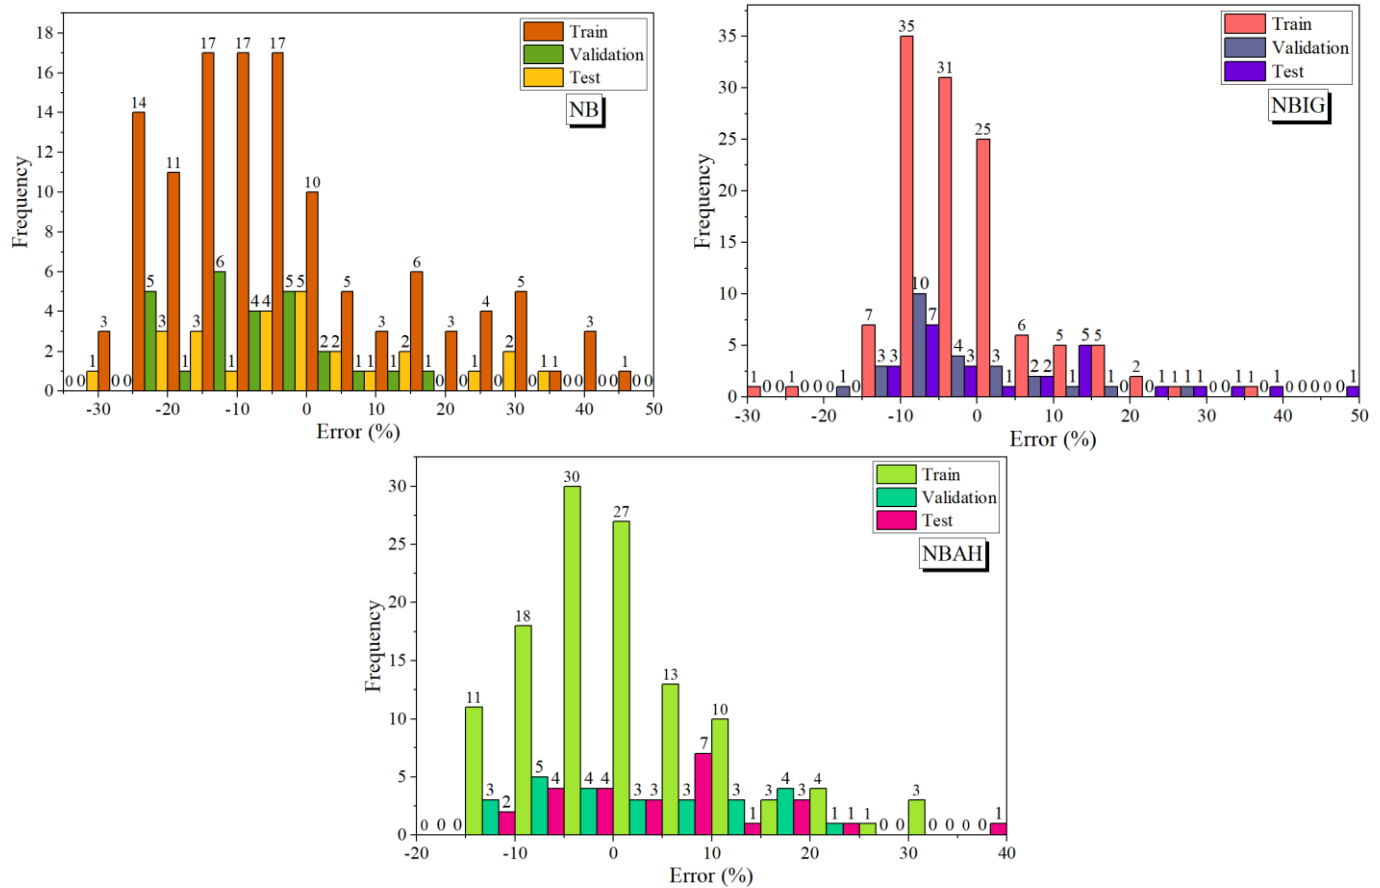 Train
Validation
Test
NB
Frequency
18
16
14
12
10
8
6
4
2
0
0 0 1 3 0 0 14 5 3 11 1 3 17 6 1 17 4 4 17 5 5 10 2 2 5 1 1 3 1 2 6 1 0 3 0 1 4 0 2 5 0 1 1 0 0 3 0 0 1 0 0
-30 -20 -10 0 10 20 30 40 50
Error (%)
Train
Validation
Test
NBIG
Frequency
35
30
25
20
15
10
5
0
1 0 0 1 0 0 0 1 0 7 3 3 35 10 7 31 4 3 25 3 1 6 2 2 5 1 5 5 1 0 2 0 1 1 1 1 0 0 1 1 0 1 0 0 0 0 0 1
-30 -20 -10 0 10 20 30 40 50
Error (%)
Train
Validation
Test
NBAH
Frequency
30
25
20
15
10
5
0
0 0 0 11 3 2 18 5 4 30 4 4 27 3 3 13 3 7 10 3 1 3 4 3 4 1 1 1 0 0 3 0 0 0 0 1
-20 -10 0 10 20 30 40
Error (%)